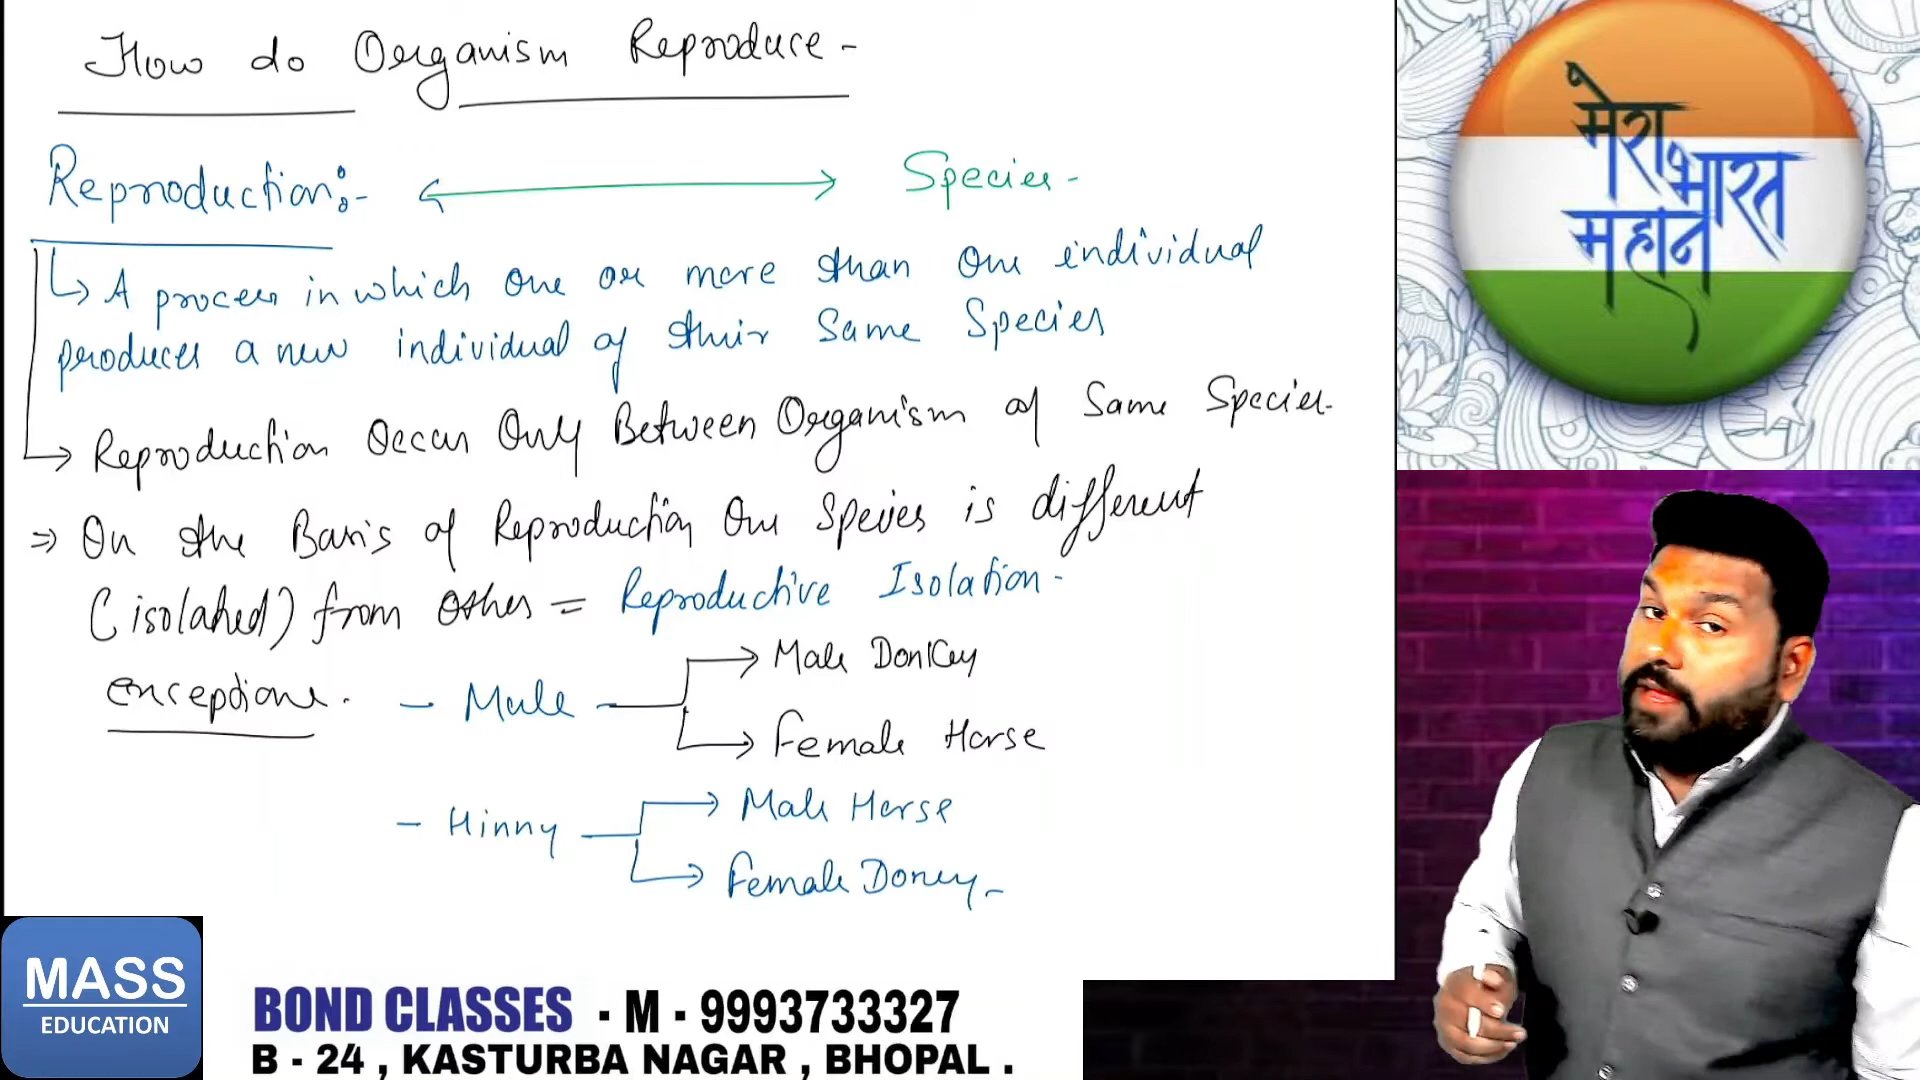 How do Organism Reproduce -
Reproduction :- Species -
A process in which one or more than one individual
produces a new individual of their same Species
Reproduction Occur Only Between Organism of Same Species.
⇒ On the Basis of Reproduction One Species is different
(isolated) from Others = Reproductive Isolation -
exceptions. - Mule
Male Donkey
Female Horse
- Hinny
Male Horse
Female Doney -
मेरा
भारत
महान
MASS
EDUCATION
BOND CLASSES - M - 9993733327
B - 24 , KASTURBA NAGAR , BHOPAL .